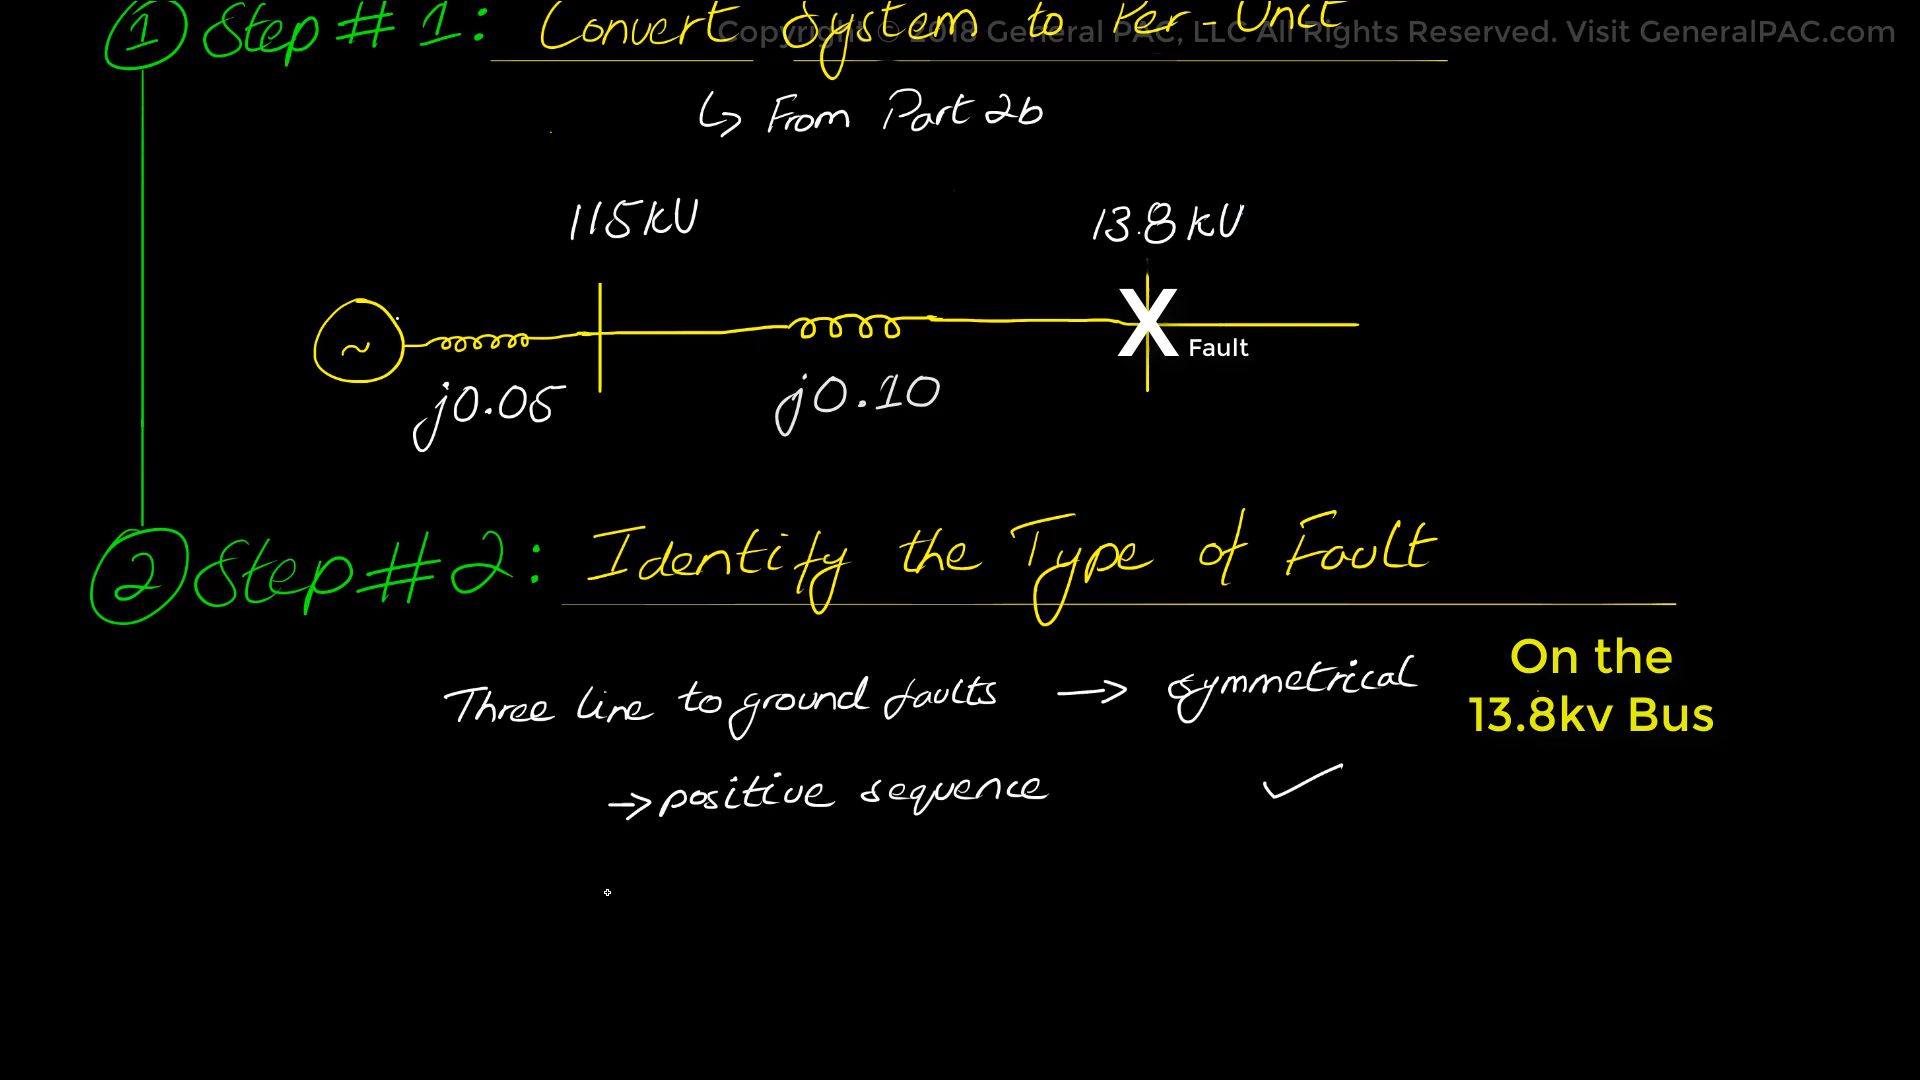 ① Step # 1: Convert System to Per-Unit
Copyright © 2018 General PAC, LLC All Rights Reserved. Visit GeneralPAC.com
↳ From Part 2b
115kV
13.8kV
~
X
Fault
j0.05
j0.10
② Step # 2: Identify the Type of Fault
On the
13.8kv Bus
Three line to ground faults → symmetrical
→ positive sequence ✓